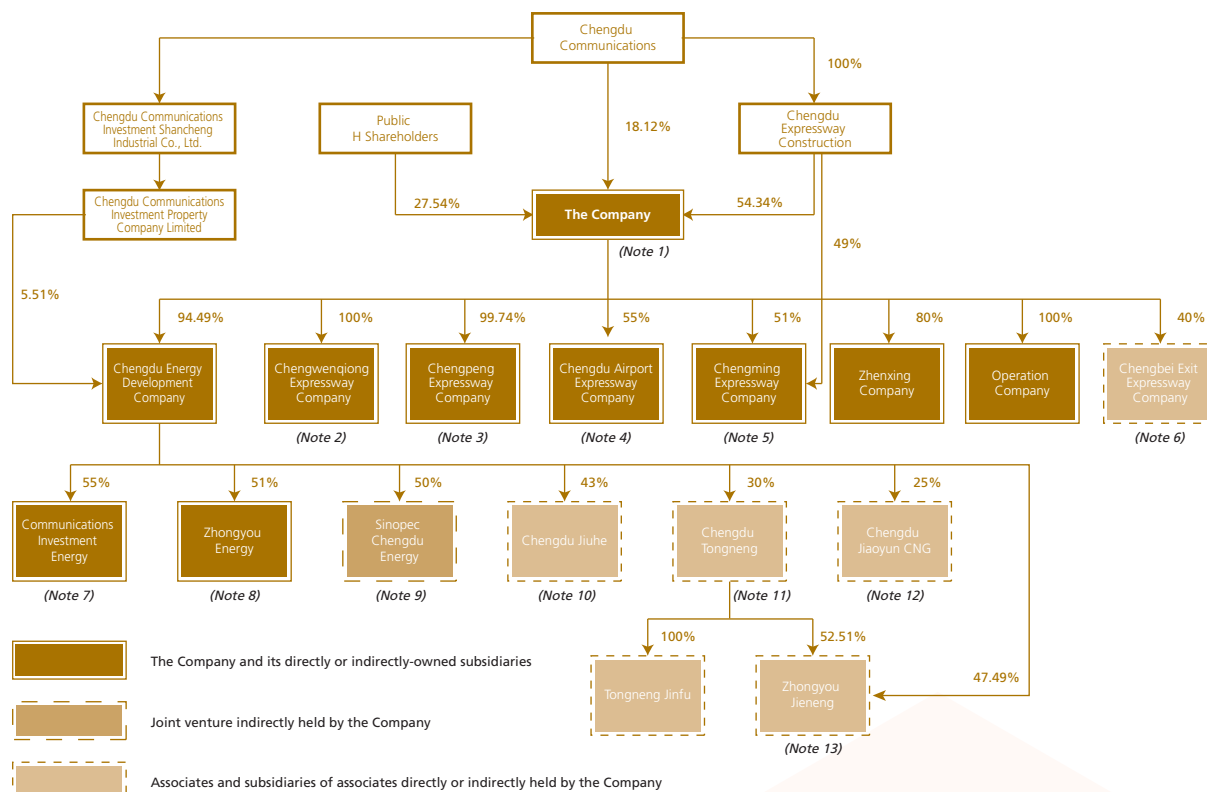 Chengdu
Communications
100%
Chengdu Communications
Investment Shancheng
Industrial Co., Ltd.
Public
H Shareholders
18.12%
Chengdu
Expressway
Construction
Chengdu Communications
Investment Property
Company Limited
27.54%
The Company
54.34%
(Note 1)
49%
5.51%
94.49%
100%
99.74%
55%
51%
80%
100%
40%
Chengdu Energy
Development
Company
Chengwenqiong
Expressway
Company
Chengpeng
Expressway
Company
Chengdu Airport
Expressway
Company
Chengming
Expressway
Company
Zhenxing
Company
Operation
Company
Chengbei Exit
Expressway
Company
(Note 2)
(Note 3)
(Note 4)
(Note 5)
(Note 6)
55%
51%
50%
43%
30%
25%
Communications
Investment
Energy
Zhongyou
Energy
Sinopec
Chengdu
Energy
Chengdu Jiuhe
Chengdu
Tongneng
Chengdu
Jiaoyun CNG
(Note 7)
(Note 8)
(Note 9)
(Note 10)
(Note 11)
(Note 12)
100%
52.51%
47.49%
Tongneng Jinfu
Zhongyou
Jieneng
(Note 13)
The Company and its directly or indirectly-owned subsidiaries
Joint venture indirectly held by the Company
Associates and subsidiaries of associates directly or indirectly held by the Company